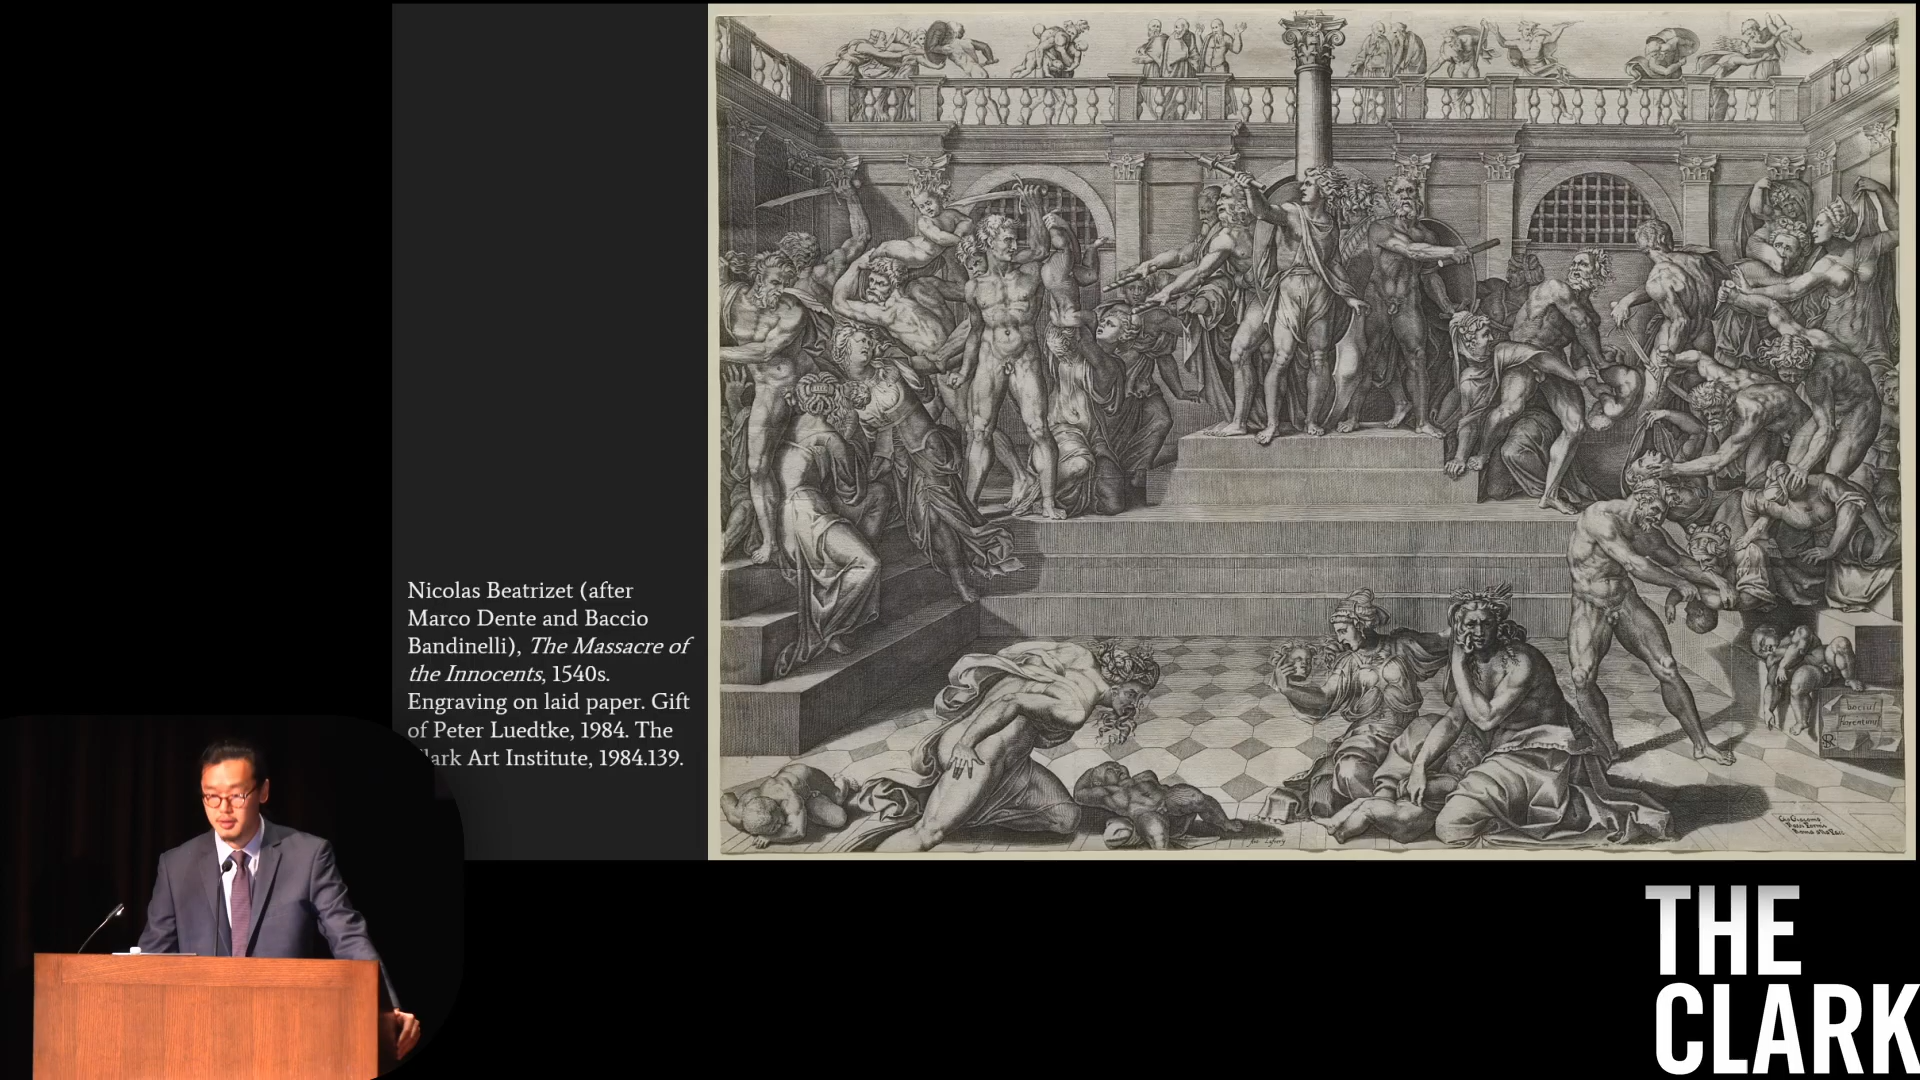 Nicolas Beatrizet (after
Marco Dente and Baccio
Bandinelli), The Massacre of
the Innocents, 1540s.
Engraving on laid paper. Gift
of Peter Luedtke, 1984. The
Clark Art Institute, 1984.139.
THE
CLARK